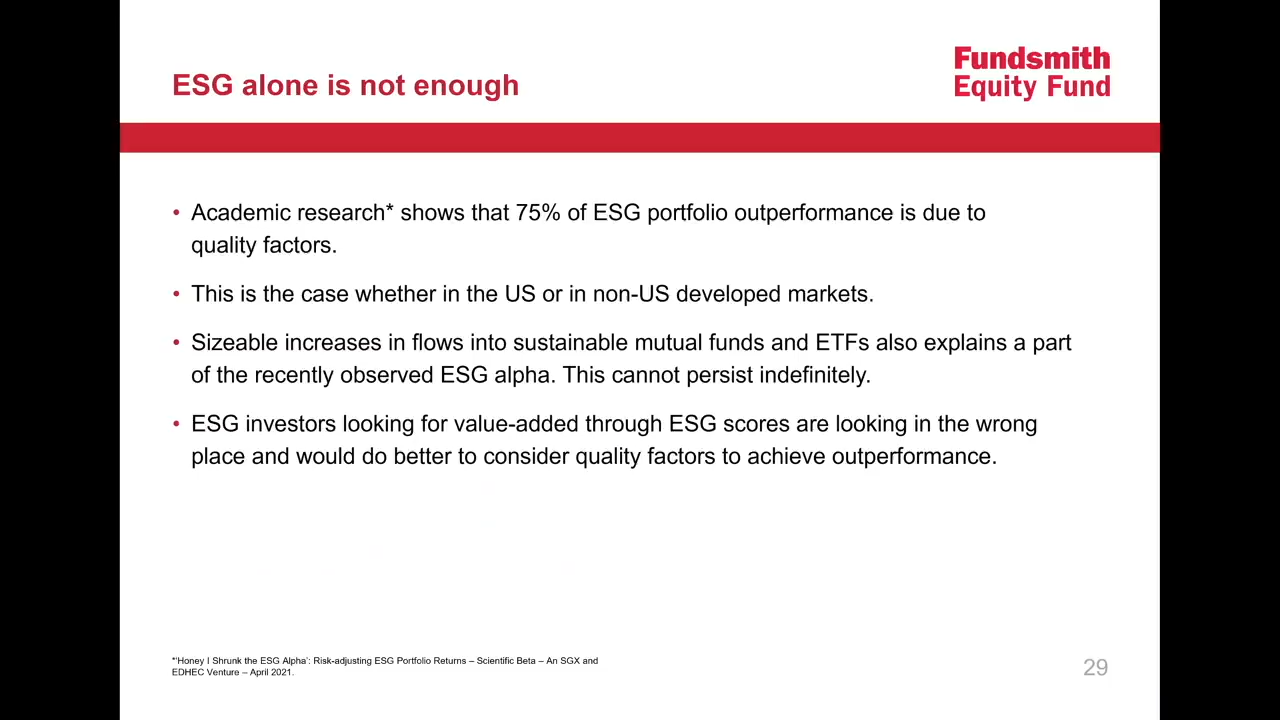 ESG alone is not enough
Fundsmith
Equity Fund
• Academic research* shows that 75% of ESG portfolio outperformance is due to
quality factors.
• This is the case whether in the US or in non-US developed markets.
• Sizeable increases in flows into sustainable mutual funds and ETFs also explains a part
of the recently observed ESG alpha. This cannot persist indefinitely.
• ESG investors looking for value-added through ESG scores are looking in the wrong
place and would do better to consider quality factors to achieve outperformance.
*'Honey I Shrunk the ESG Alpha': Risk-adjusting ESG Portfolio Returns – Scientific Beta – An SGX and
EDHEC Venture – April 2021.
29